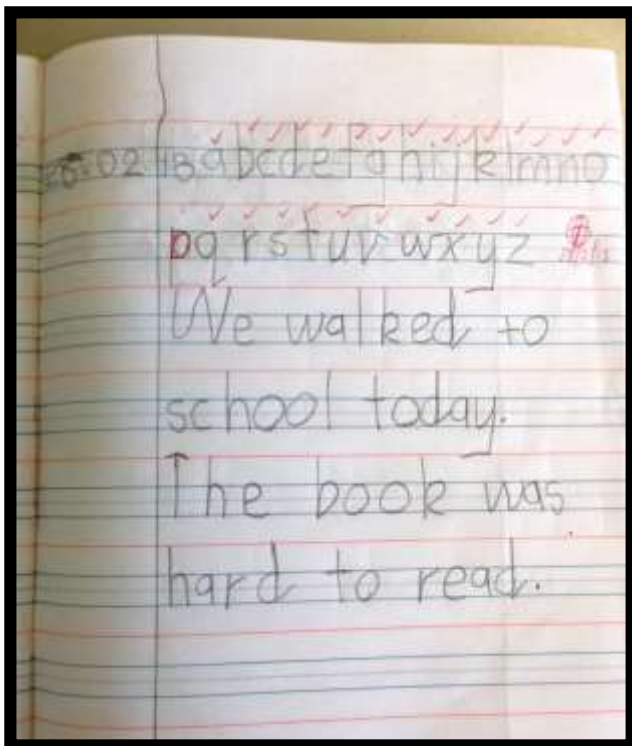 abcdefghijklmno
pqrstuvwxyz
We walked to
school today.
The book was
hard to read.